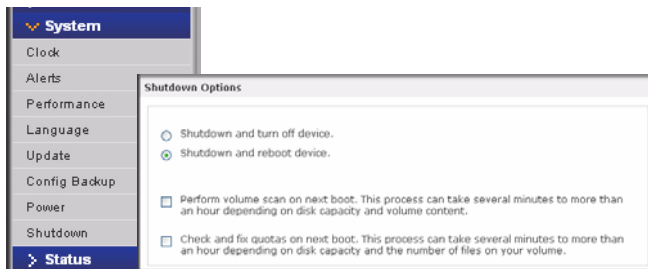 System
Clock
Alerts
Performance
Language
Update
Config Backup
Power
Shutdown
Status
Shutdown Options
Shutdown and turn off device.
Shutdown and reboot device.
Perform volume scan on next boot. This process can take several minutes to more than
an hour depending on disk capacity and volume content.
Check and fix quotas on next boot. This process can take several minutes to more than
an hour depending on disk capacity and the number of files on your volume.